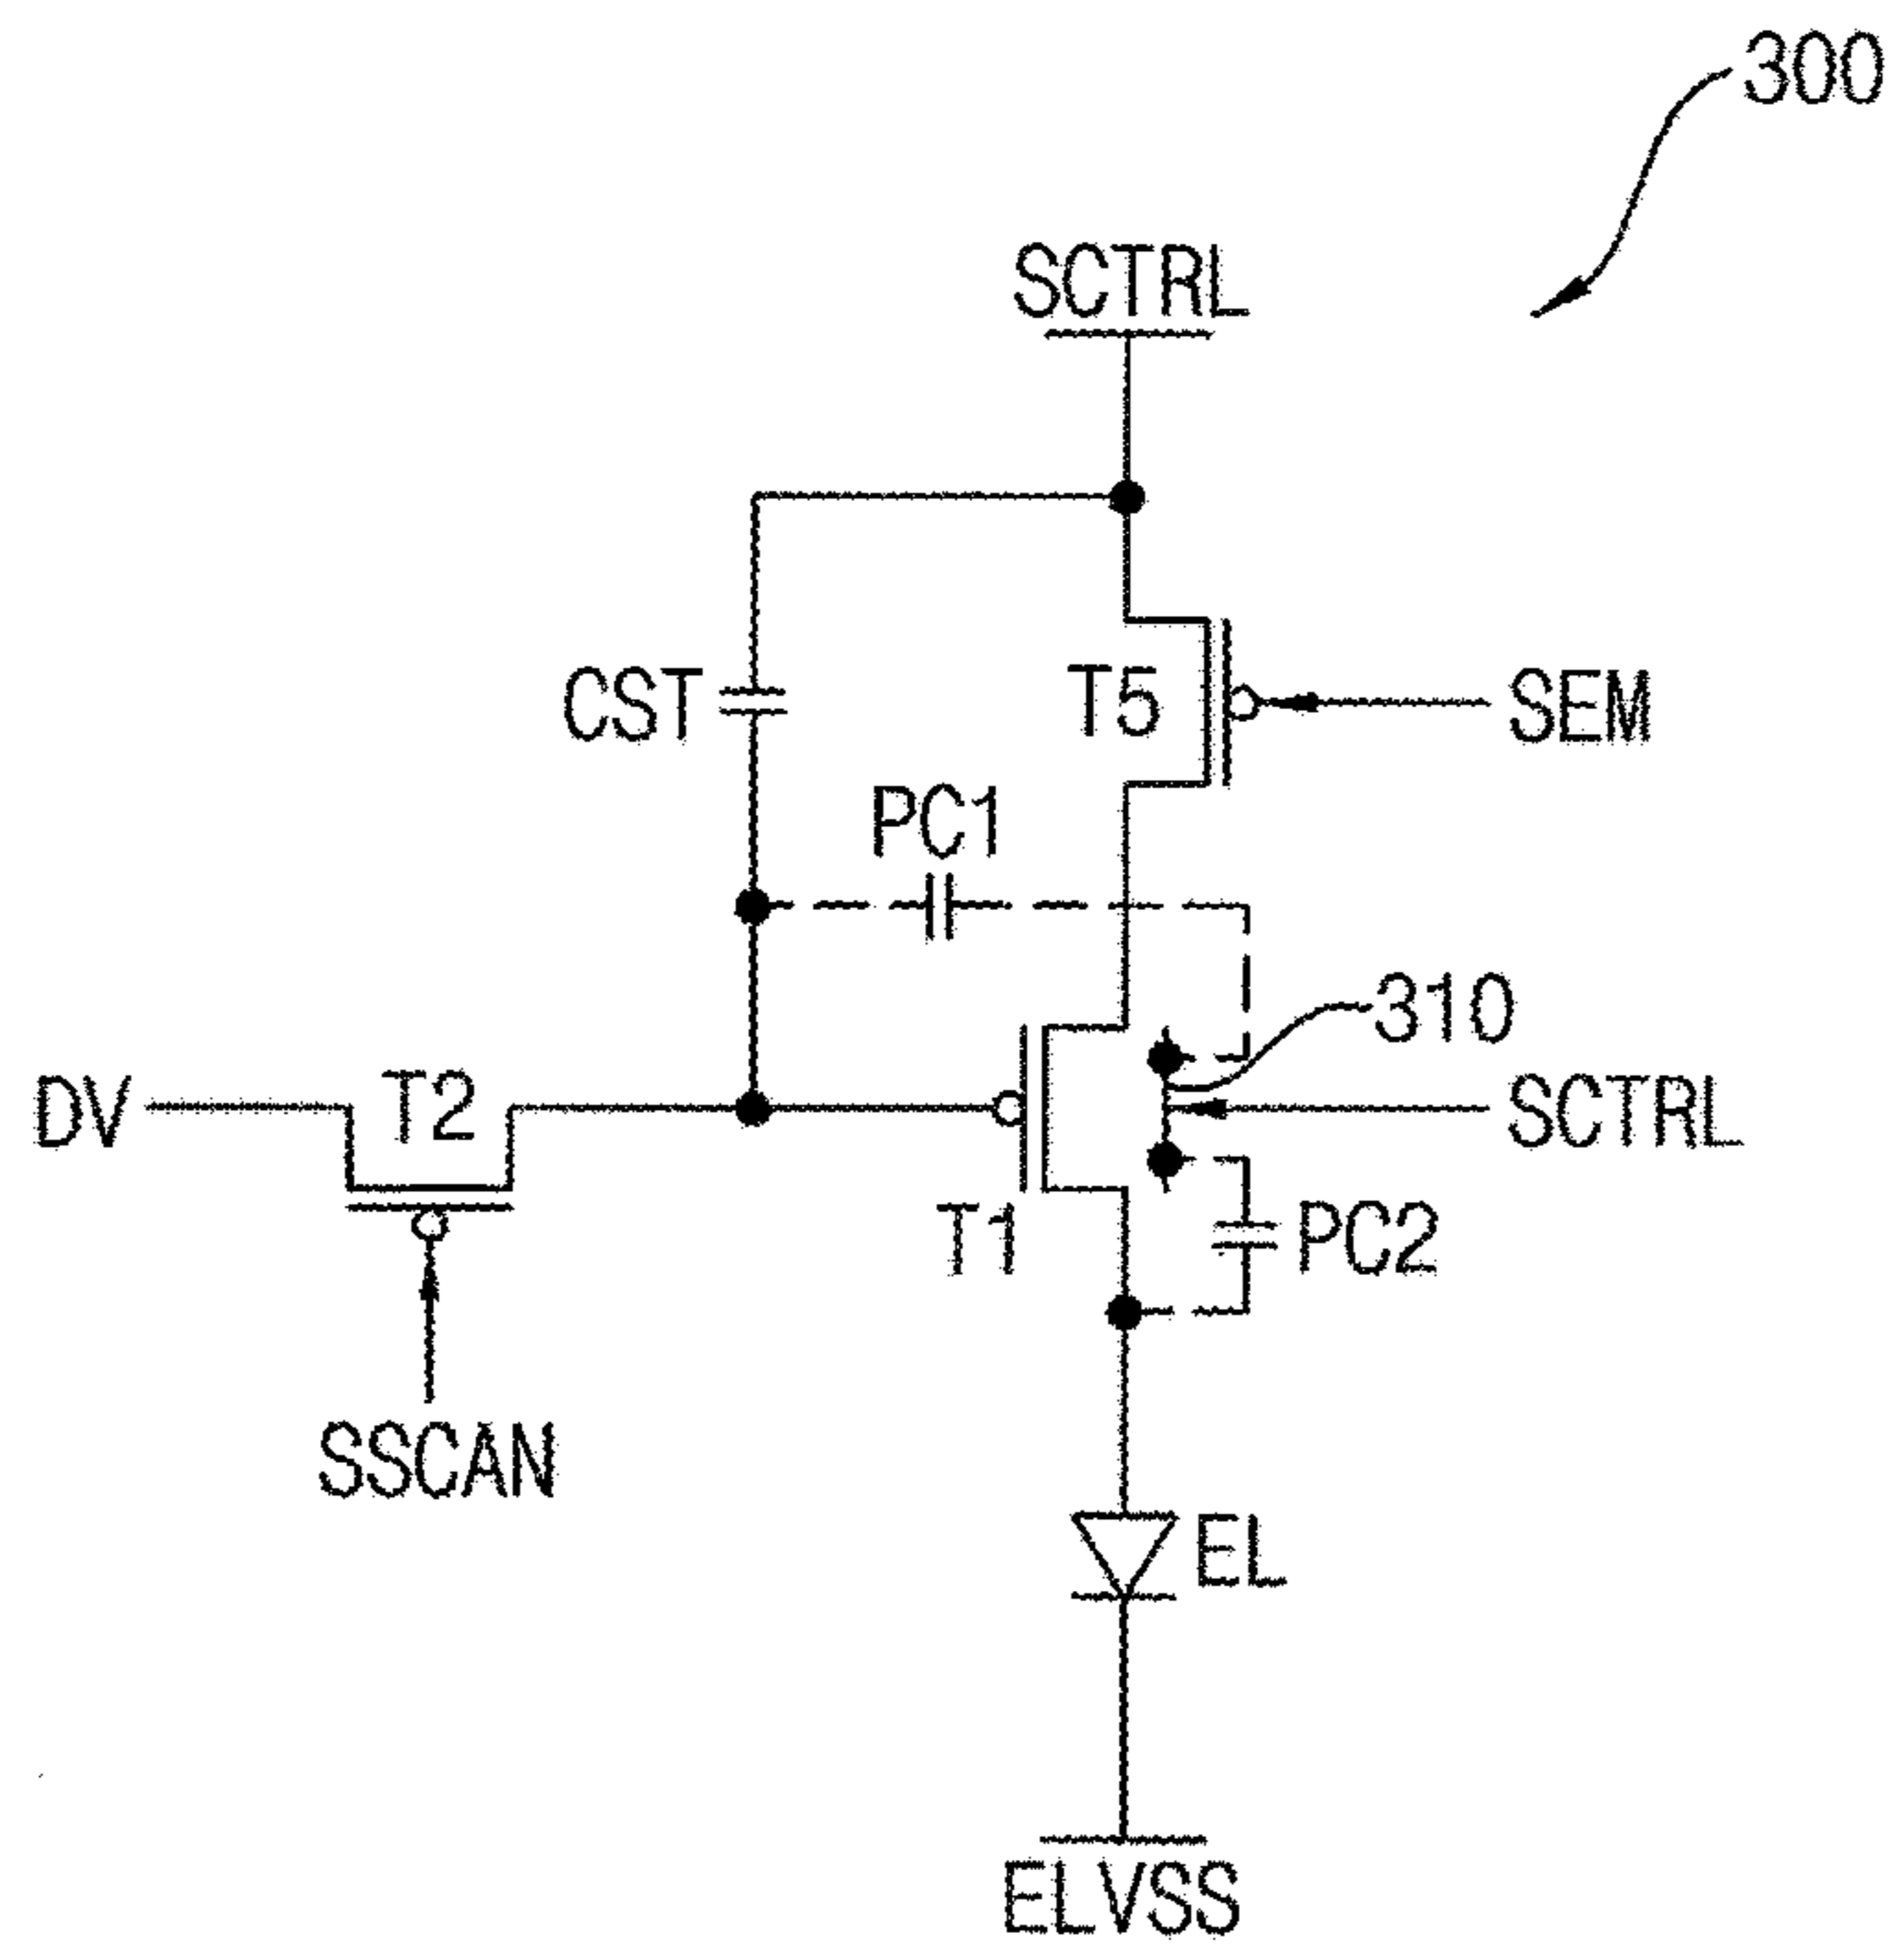 300
SCTRL
CST
T5
SEM
PC1
310
DV
T2
SCTRL
T1
PC2
SSCAN
EL
ELVSS